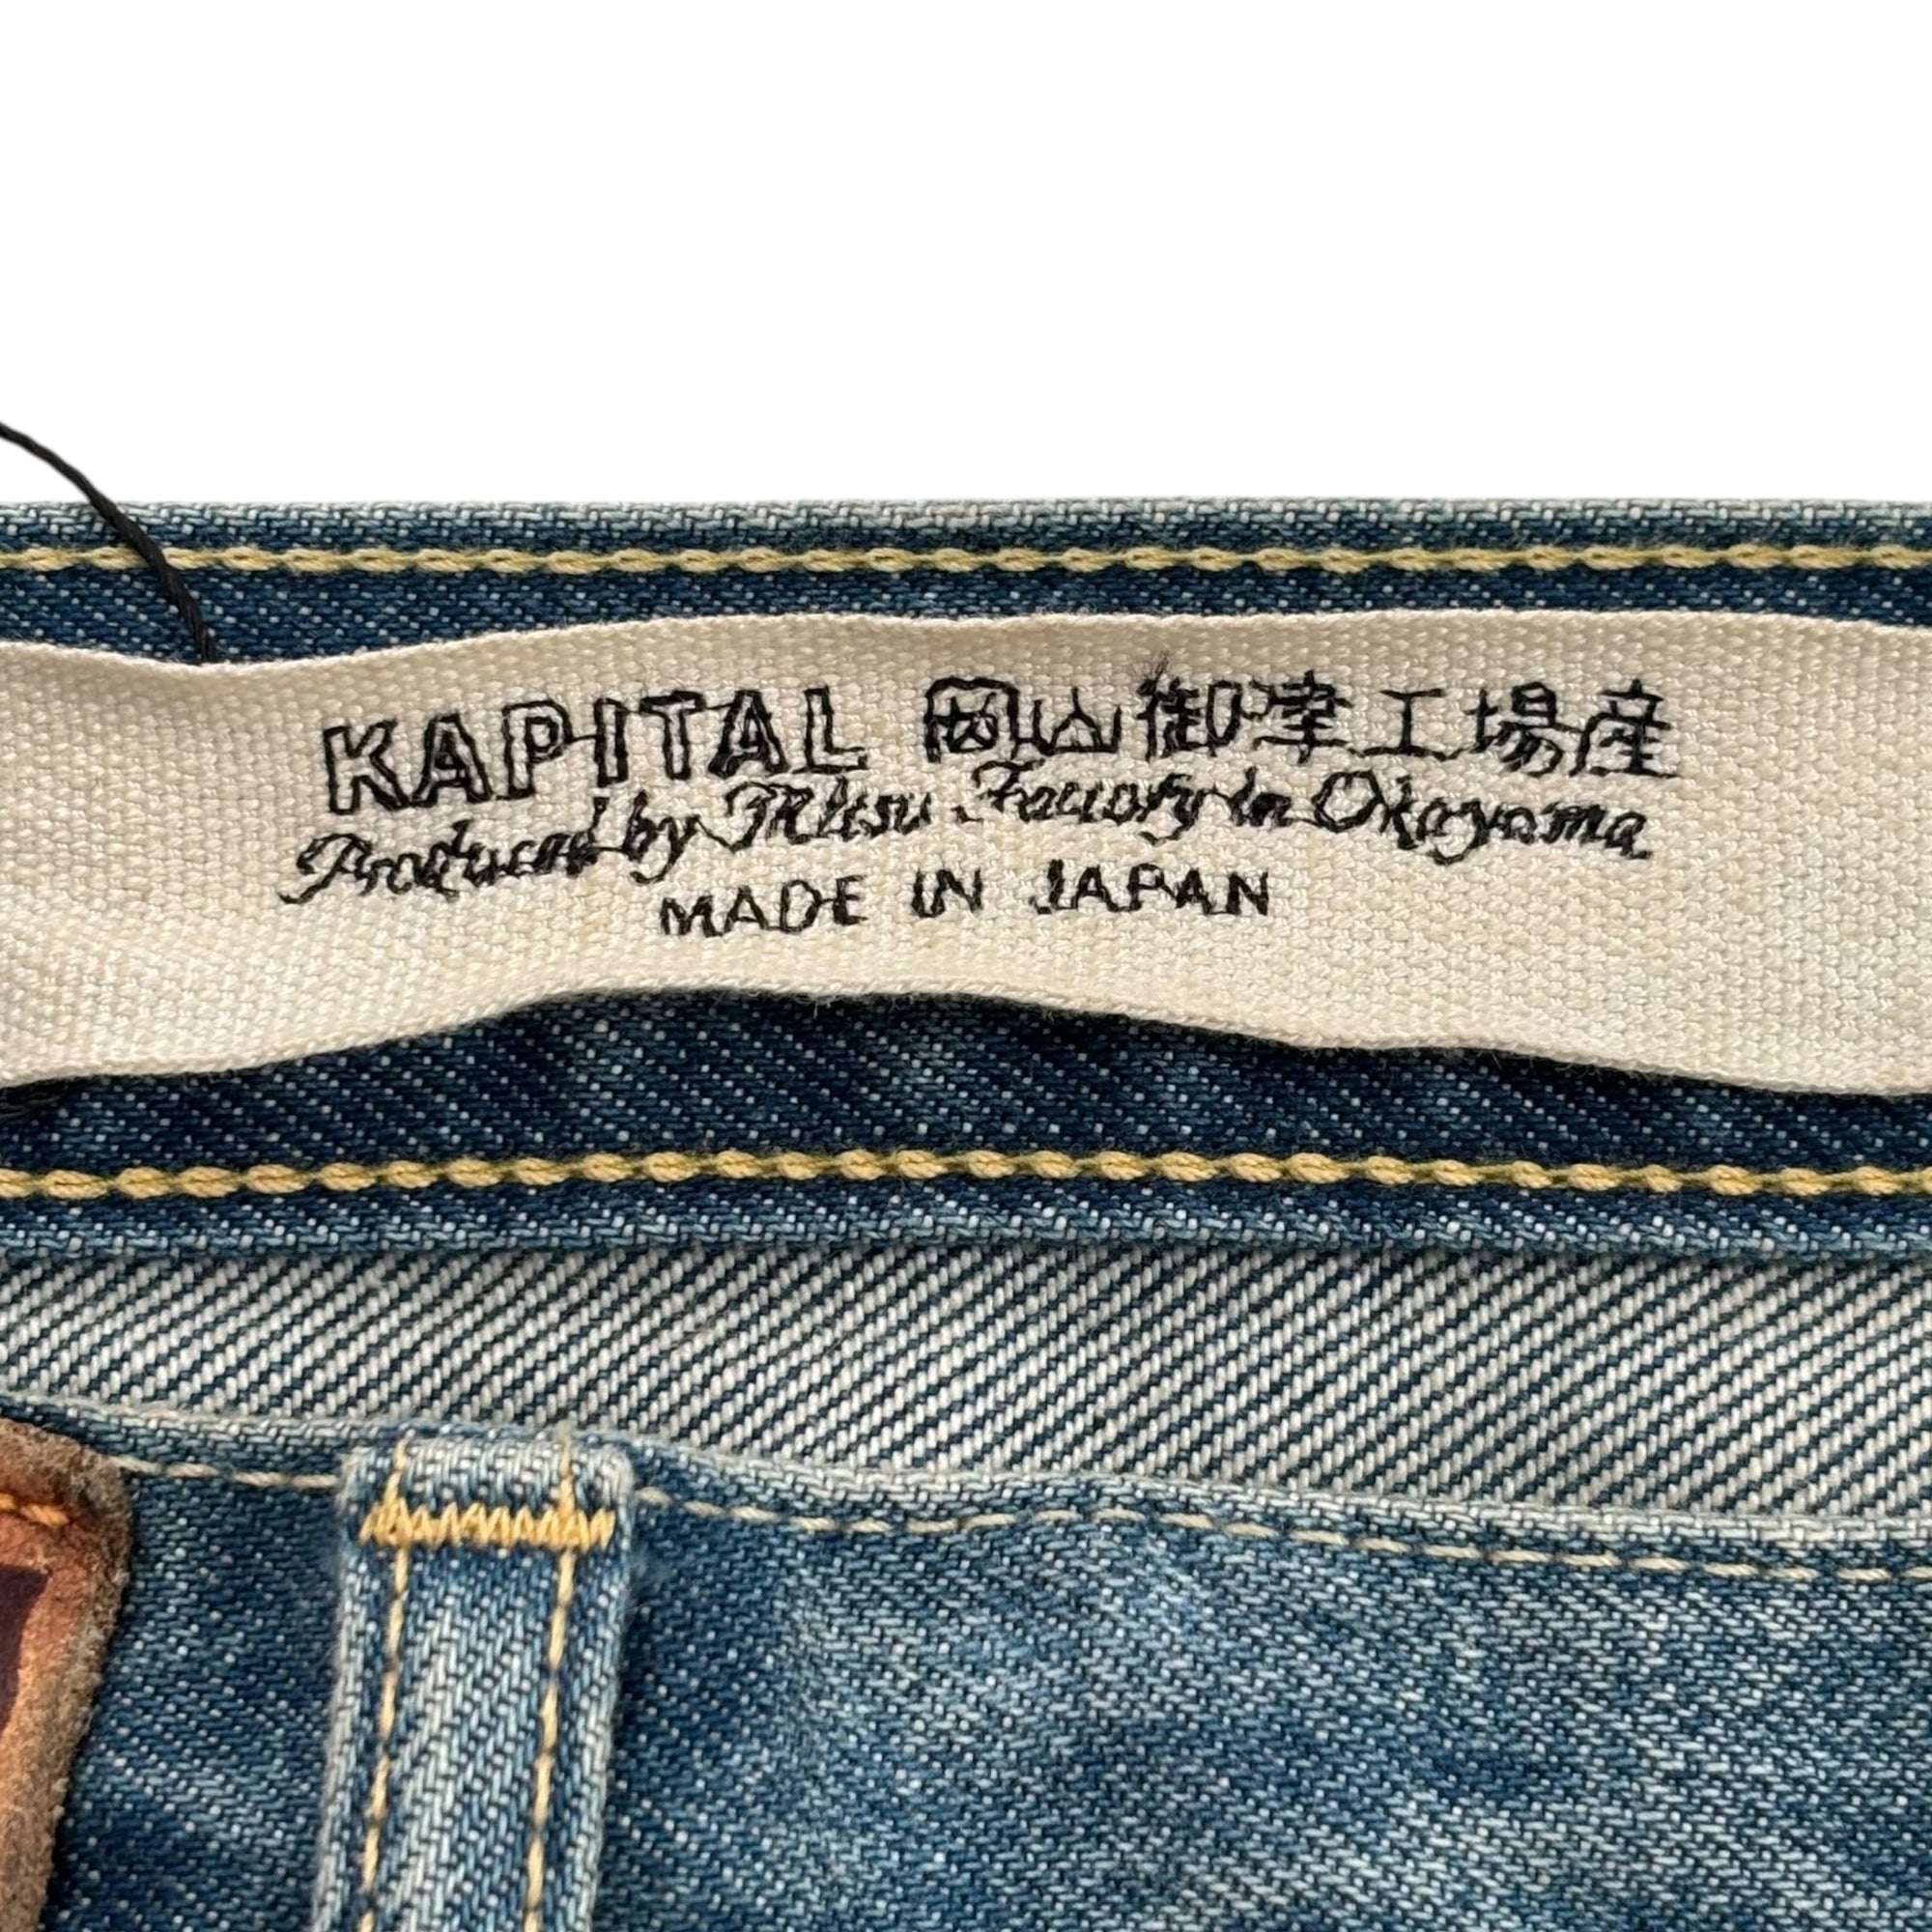 KAPITAL 岡山御津工場産
Produced by Mitsu Factory in Okayama
MADE IN JAPAN